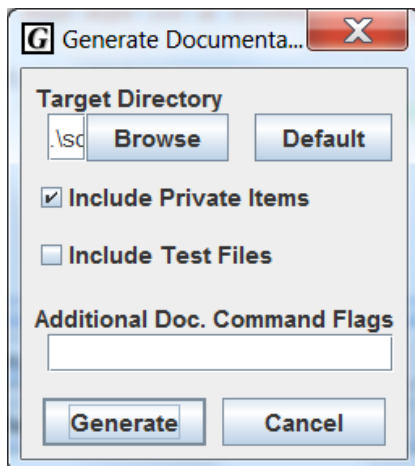 G Generate Documenta...
Target Directory
.\sc Browse Default
Include Private Items
Include Test Files
Additional Doc. Command Flags
Generate Cancel